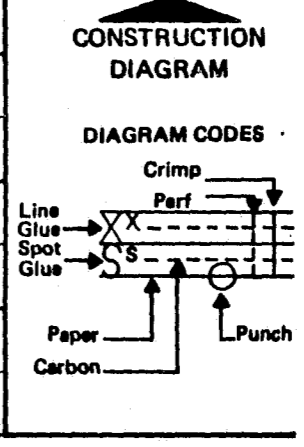 CONSTRUCTION
DIAGRAM
DIAGRAM CODES
Crimp
Perf
Line
Glue
X
Spot
Glue
S
Paper
Punch
Carbon